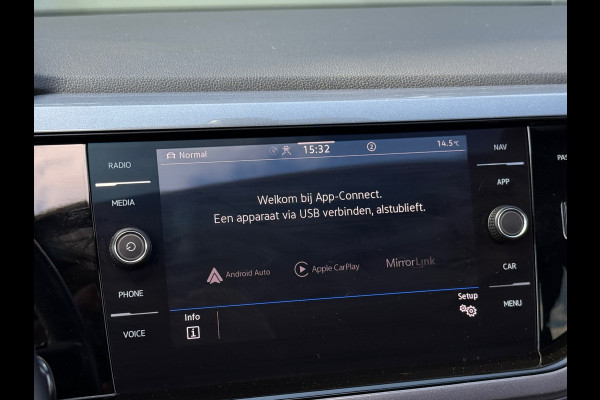 RADIO
MEDIA
PHONE
VOICE
Normal
15:32
2
14.5°C
Welkom bij App-Connect.
Een apparaat via USB verbinden, alstublieft.
Android Auto
Apple CarPlay
MirrorLink
Info
Setup
NAV
APP
CAR
MENU
PAS